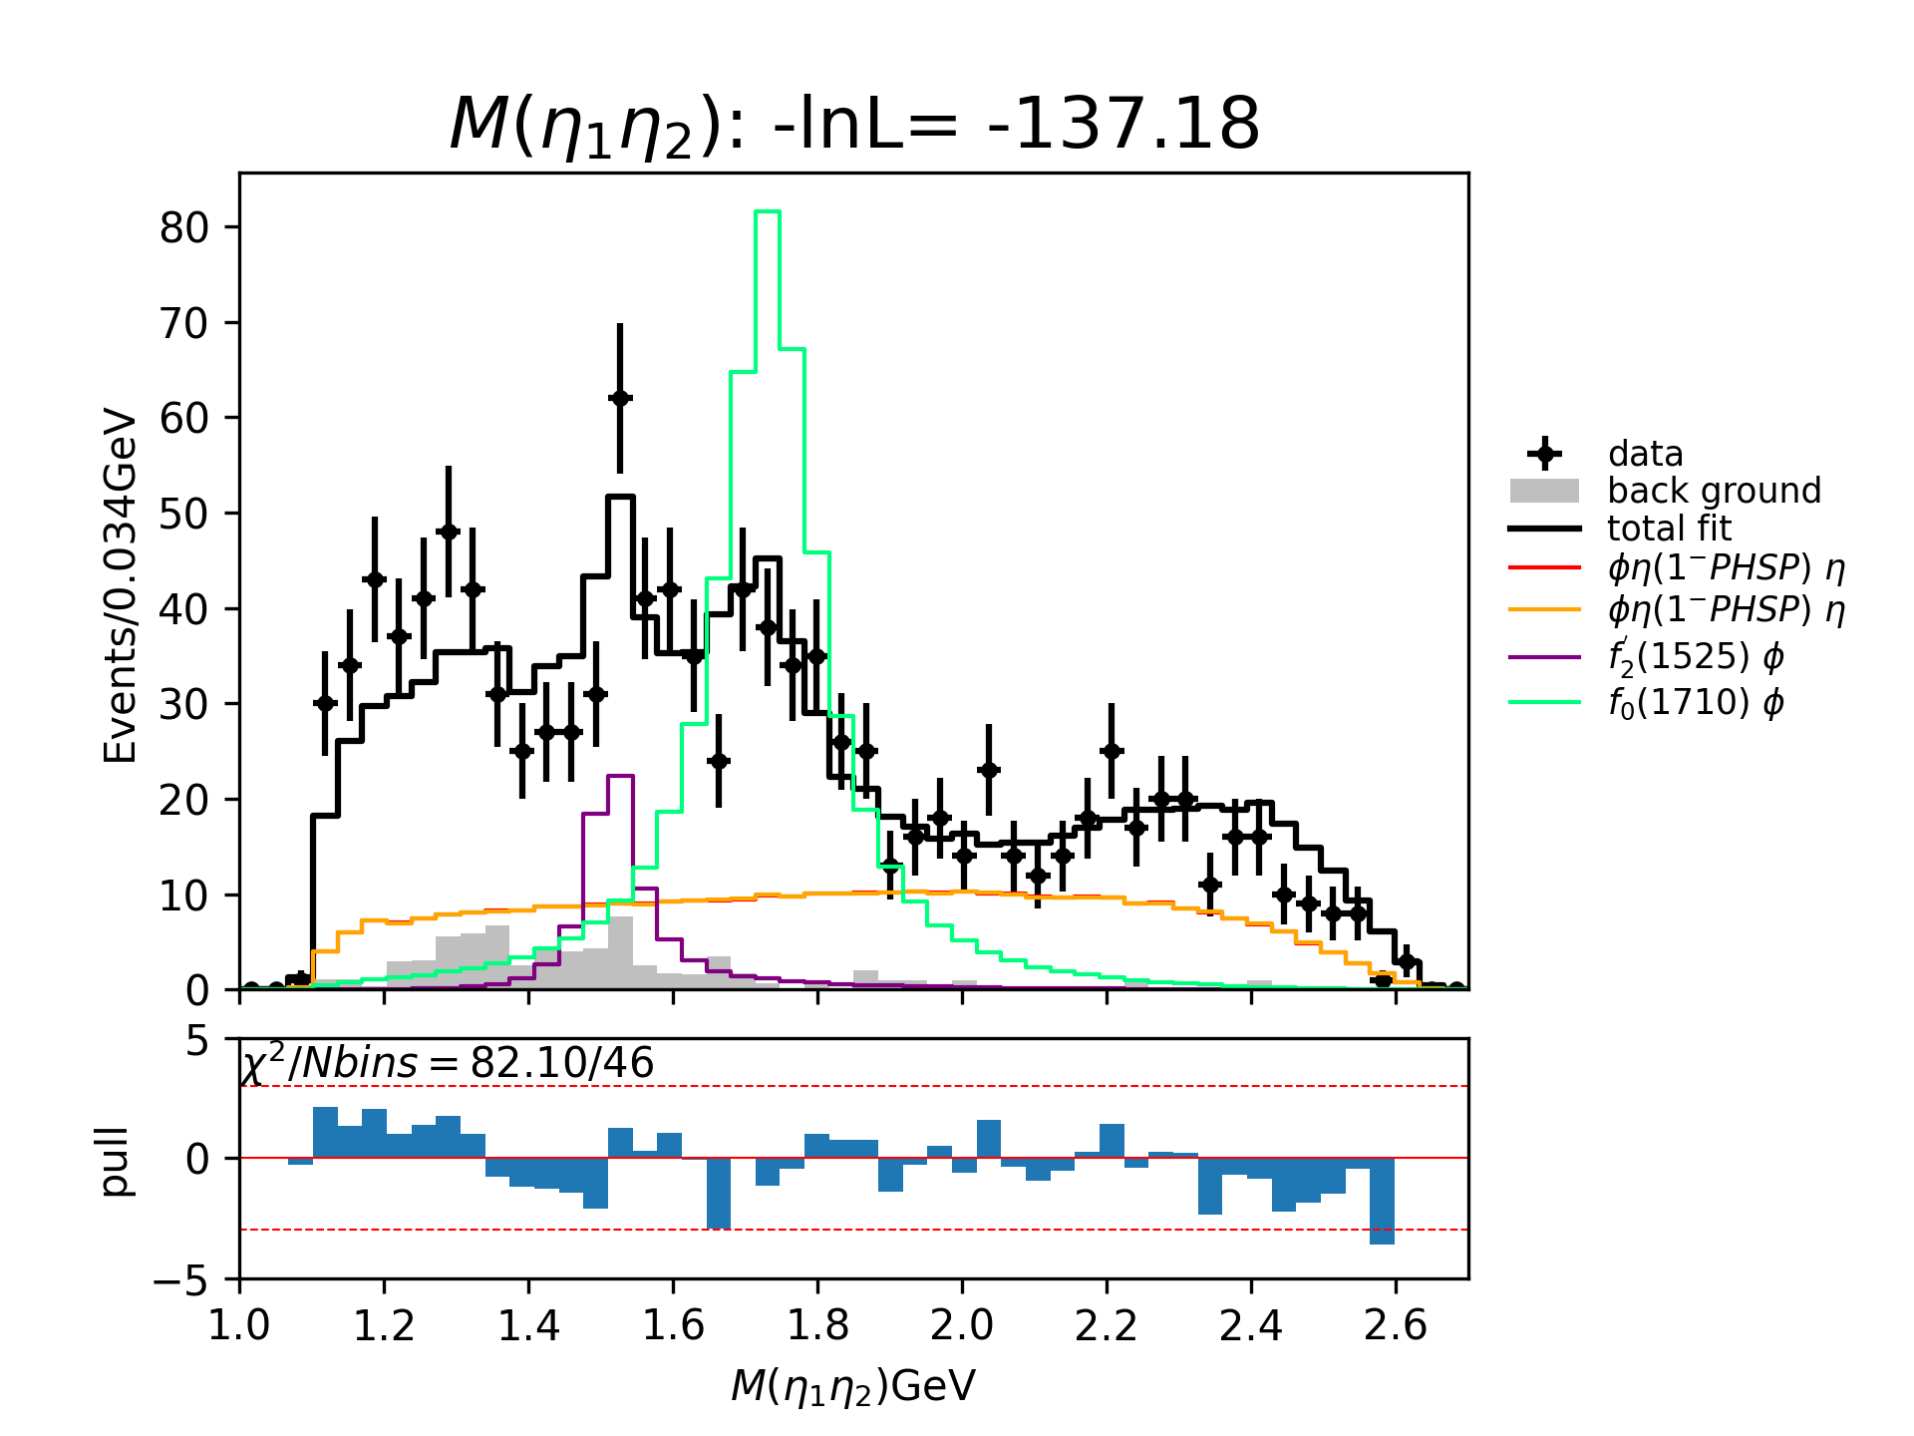 M(η₁η₂): -lnL= -137.18
Events/0.034GeV
80
70
60
50
40
30
20
10
0
data
back ground
total fit
ϕη(1⁻PHSP) η
ϕη(1⁻PHSP) η
f₂′(1525) ϕ
f₀(1710) ϕ
χ²/Nbins = 82.10/46
pull
5
0
−5
1.0 1.2 1.4 1.6 1.8 2.0 2.2 2.4 2.6
M(η₁η₂)GeV